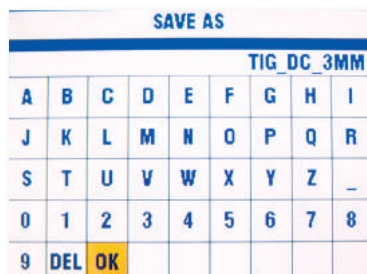 SAVE AS
TIG_DC_3MM
A B C D E F G H I
J K L M N O P Q R
S T U V W X Y Z _
0 1 2 3 4 5 6 7 8
9 DEL OK